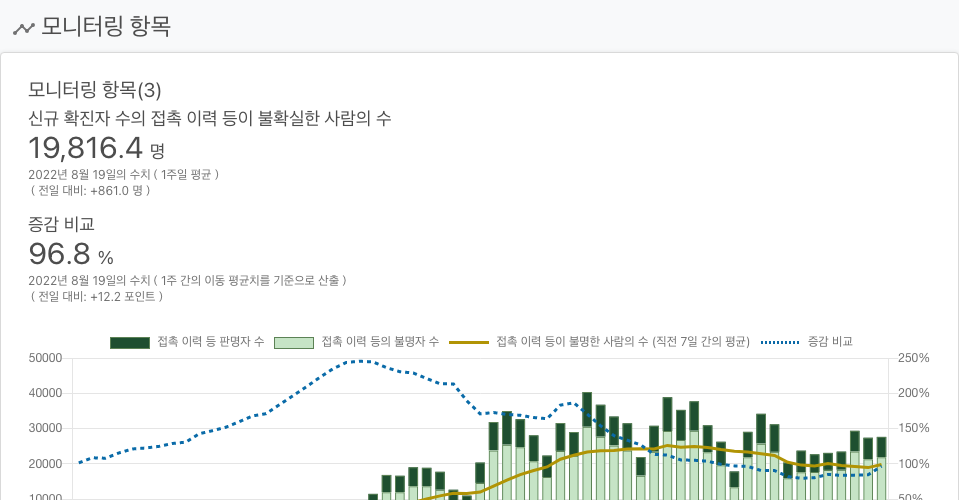 모니터링 항목
모니터링 항목(3)
신규 확진자 수의 접촉 이력 등이 불확실한 사람의 수
19,816.4 명
2022년 8월 19일의 수치 ( 1주일 평균 )
( 전일 대비: +861.0 명 )
증감 비교
96.8 %
2022년 8월 19일의 수치 ( 1주 간의 이동 평균치를 기준으로 산출 )
( 전일 대비: +12.2 포인트 )
접촉 이력 등 판명자 수 접촉 이력 등의 불명자 수 접촉 이력 등이 불명한 사람의 수 (직전 7일 간의 평균) 증감 비교
50000 250%
40000 200%
30000 150%
20000 100%
10000 50%